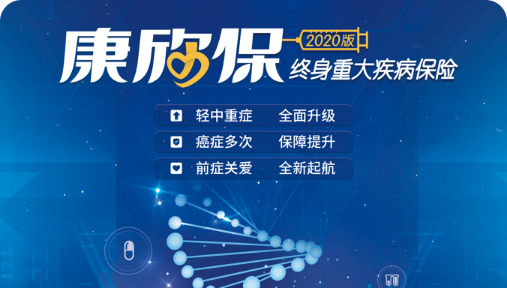 康欣保 2020版
终身重大疾病保险
轻中重症 全面升级
癌症多次 保障提升
前症关爱 全新起航